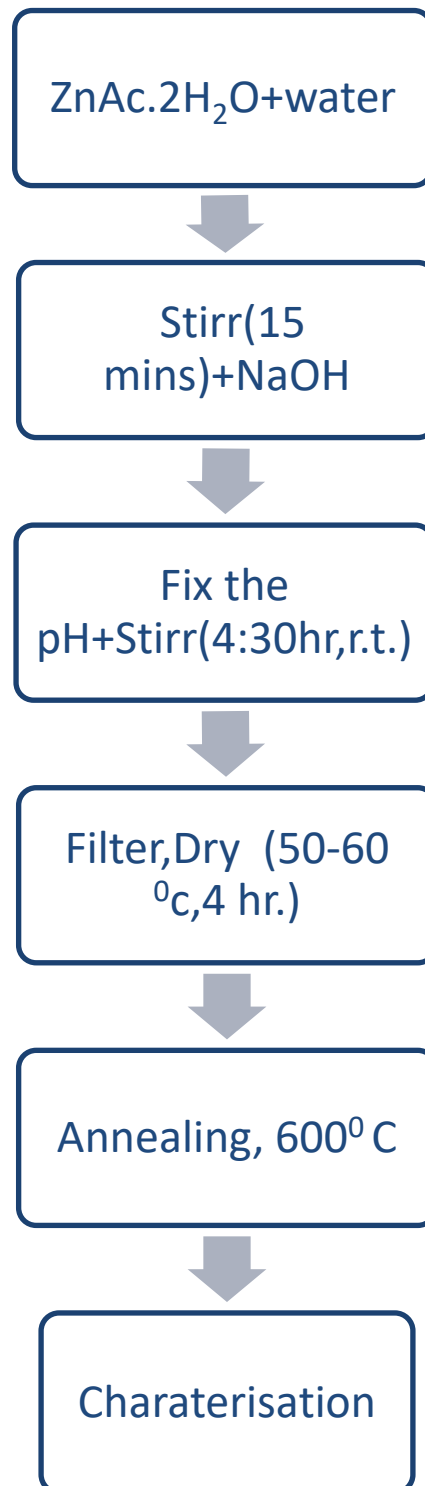 ZnAc.2H₂O+water
Stirr(15
mins)+NaOH
Fix the
pH+Stirr(4:30hr,r.t.)
Filter,Dry (50-60
⁰c,4 hr.)
Annealing, 600⁰ C
Charaterisation